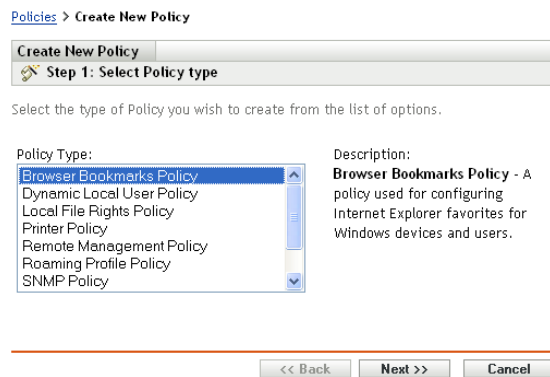 Policies > Create New Policy
Create New Policy
Step 1: Select Policy type
Select the type of Policy you wish to create from the list of options.
Policy Type:
Browser Bookmarks Policy
Dynamic Local User Policy
Local File Rights Policy
Printer Policy
Remote Management Policy
Roaming Profile Policy
SNMP Policy
Description:
Browser Bookmarks Policy - A
policy used for configuring
Internet Explorer favorites for
Windows devices and users.
<< Back
Next >>
Cancel